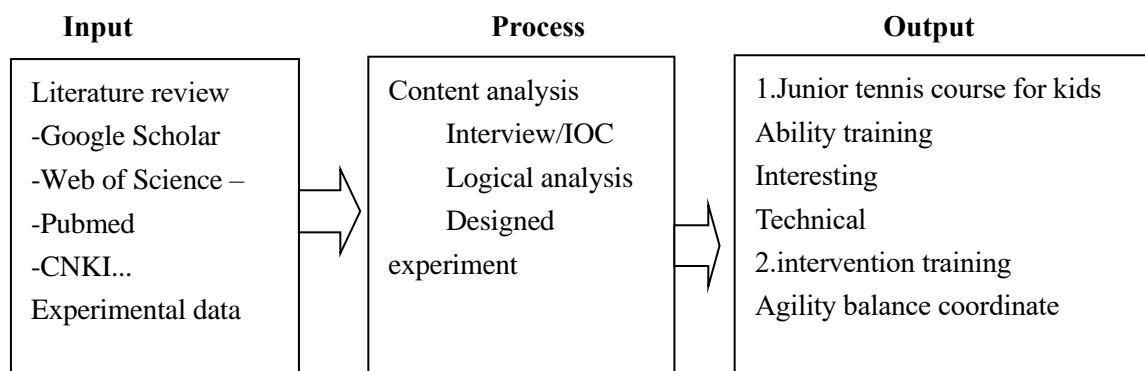 Input
Process
Output
Literature review
-Google Scholar
-Web of Science –
-Pubmed
-CNKI...
Experimental data
Content analysis
Interview/IOC
Logical analysis
Designed
experiment
1.Junior tennis course for kids
Ability training
Interesting
Technical
2.intervention training
Agility balance coordinate